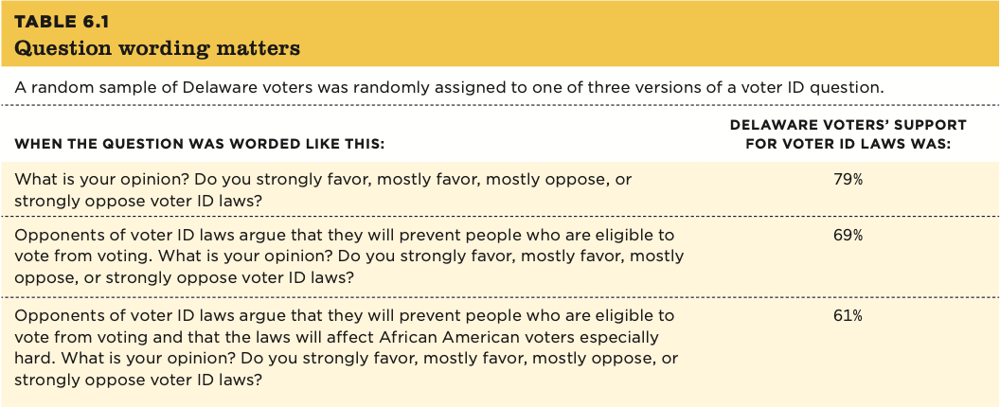 TABLE 6.1
Question wording matters
A random sample of Delaware voters was randomly assigned to one of three versions of a voter ID question.
WHEN THE QUESTION WAS WORDED LIKE THIS:
DELAWARE VOTERS' SUPPORT
FOR VOTER ID LAWS WAS:
What is your opinion? Do you strongly favor, mostly favor, mostly oppose, or
strongly oppose voter ID laws?
79%
Opponents of voter ID laws argue that they will prevent people who are eligible to
vote from voting. What is your opinion? Do you strongly favor, mostly favor, mostly
oppose, or strongly oppose voter ID laws?
69%
Opponents of voter ID laws argue that they will prevent people who are eligible to
vote from voting and that the laws will affect African American voters especially
hard. What is your opinion? Do you strongly favor, mostly favor, mostly oppose, or
strongly oppose voter ID laws?
61%